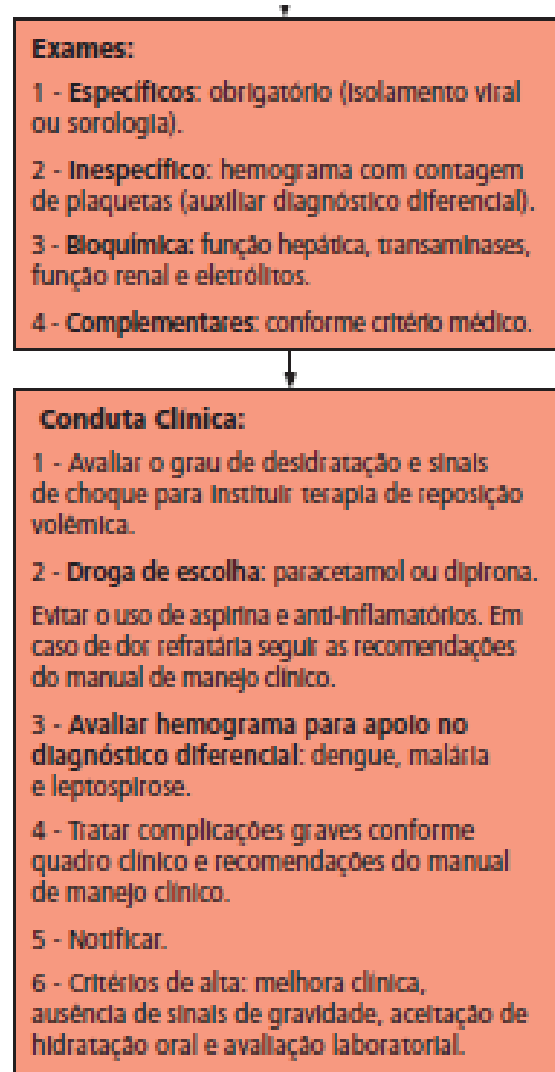 Exames:
1 - Específicos: obrigatório (isolamento viral
ou sorologia).
2 - Inespecífico: hemograma com contagem
de plaquetas (auxiliar diagnóstico diferencial).
3 - Bioquímica: função hepática, transaminases,
função renal e eletrólitos.
4 - Complementares: conforme critério médico.
Conduta Clínica:
1 - Avaliar o grau de desidratação e sinais
de choque para instituir terapia de reposição
volêmica.
2 - Droga de escolha: paracetamol ou dipirona.
Evitar o uso de aspirina e anti-inflamatórios. Em
caso de dor refratária seguir as recomendações
do manual de manejo clínico.
3 - Avaliar hemograma para apoio no
diagnóstico diferencial: dengue, malária
e leptospirose.
4 - Tratar complicações graves conforme
quadro clínico e recomendações do manual
de manejo clínico.
5 - Notificar.
6 - Critérios de alta: melhora clínica,
ausência de sinais de gravidade, aceitação de
hidratação oral e avaliação laboratorial.